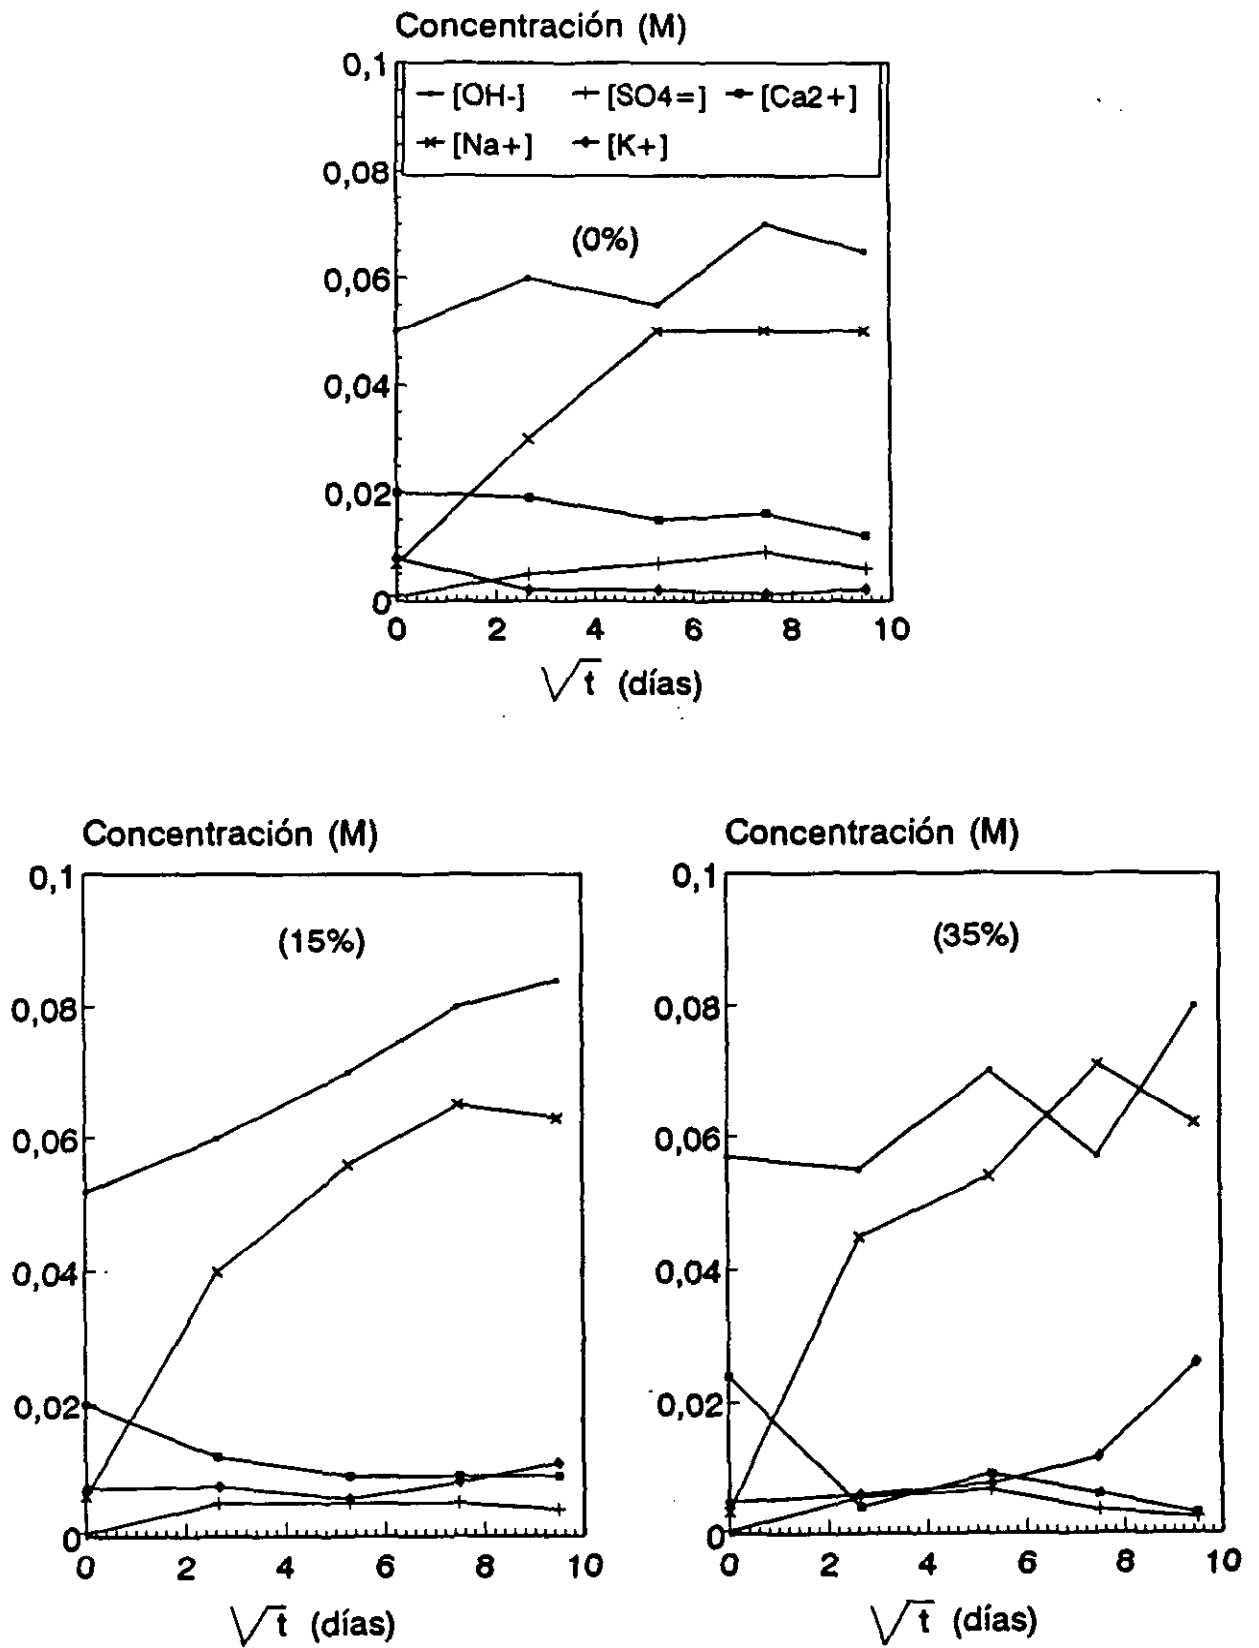 Concentración (M)
0,1
[OH-] [SO4=] [Ca2+]
[Na+] [K+]
0,08
(0%)
0,06
0,04
0,02
0
0 2 4 6 8 10
√t (días)
Concentración (M)
0,1
(15%)
0,08
0,06
0,04
0,02
0
0 2 4 6 8 10
√t (días)
Concentración (M)
0,1
(35%)
0,08
0,06
0,04
0,02
0
0 2 4 6 8 10
√t (días)